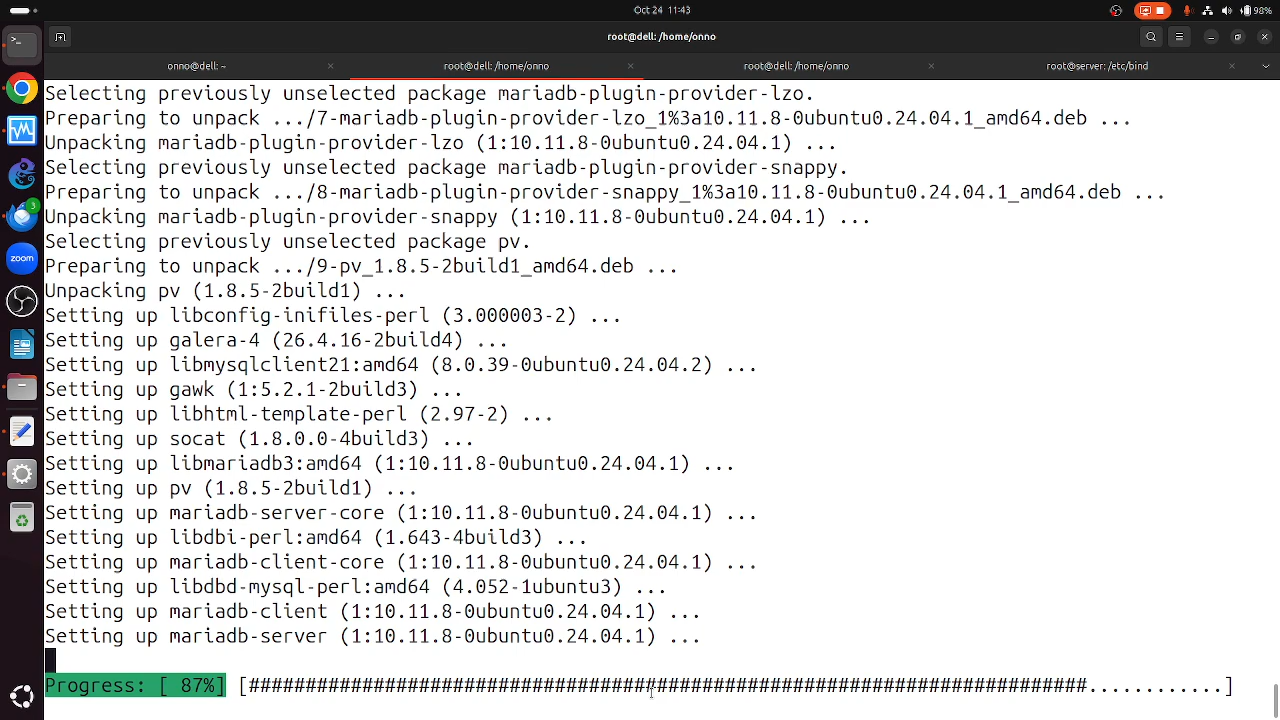 Oct 24 11:43
98%
root@dell: /home/onno
onno@dell: ~
root@dell: /home/onno
root@dell: /home/onno
root@server: /etc/bind
Selecting previously unselected package mariadb-plugin-provider-lzo.
Preparing to unpack .../7-mariadb-plugin-provider-lzo_1%3a10.11.8-0ubuntu0.24.04.1_amd64.deb ...
Unpacking mariadb-plugin-provider-lzo (1:10.11.8-0ubuntu0.24.04.1) ...
Selecting previously unselected package mariadb-plugin-provider-snappy.
Preparing to unpack .../8-mariadb-plugin-provider-snappy_1%3a10.11.8-0ubuntu0.24.04.1_amd64.deb ...
Unpacking mariadb-plugin-provider-snappy (1:10.11.8-0ubuntu0.24.04.1) ...
Selecting previously unselected package pv.
Preparing to unpack .../9-pv_1.8.5-2build1_amd64.deb ...
Unpacking pv (1.8.5-2build1) ...
Setting up libconfig-inifiles-perl (3.000003-2) ...
Setting up galera-4 (26.4.16-2build4) ...
Setting up libmysqlclient21:amd64 (8.0.39-0ubuntu0.24.04.2) ...
Setting up gawk (1:5.2.1-2build3) ...
Setting up libhtml-template-perl (2.97-2) ...
Setting up socat (1.8.0.0-4build3) ...
Setting up libmariadb3:amd64 (1:10.11.8-0ubuntu0.24.04.1) ...
Setting up pv (1.8.5-2build1) ...
Setting up mariadb-server-core (1:10.11.8-0ubuntu0.24.04.1) ...
Setting up libdbi-perl:amd64 (1.643-4build3) ...
Setting up mariadb-client-core (1:10.11.8-0ubuntu0.24.04.1) ...
Setting up libdbd-mysql-perl:amd64 (4.052-1ubuntu3) ...
Setting up mariadb-client (1:10.11.8-0ubuntu0.24.04.1) ...
Setting up mariadb-server (1:10.11.8-0ubuntu0.24.04.1) ...
Progress: [ 87%] [##########################################################################............]
3
zoom